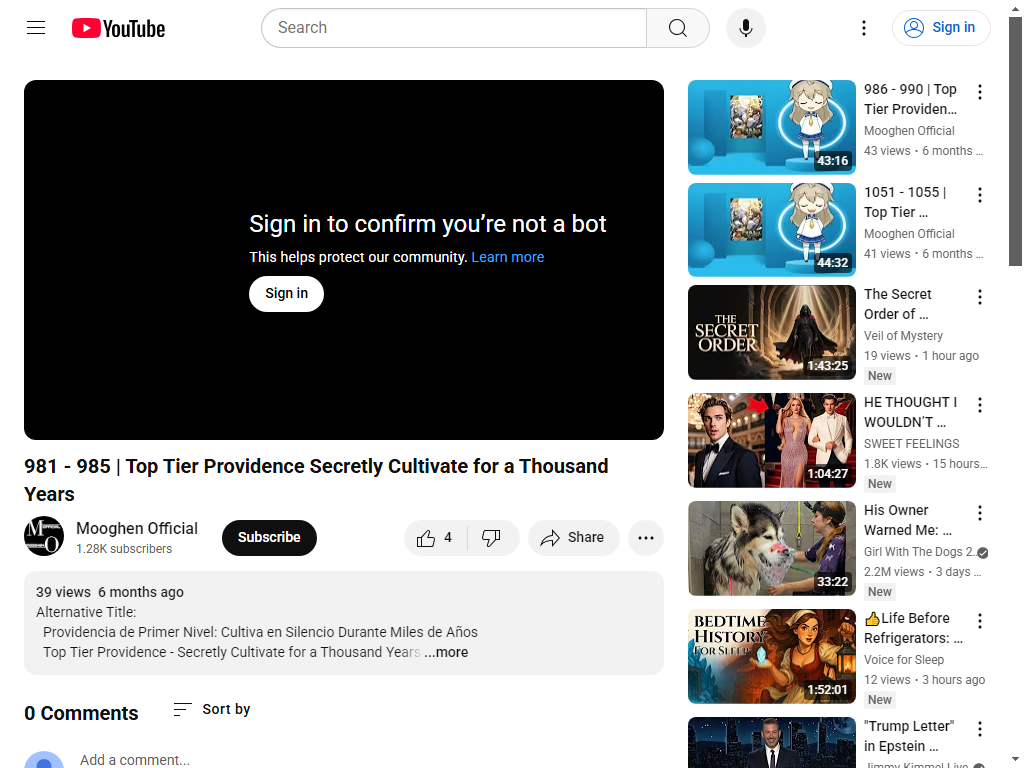 YouTube
Search
Sign in
Sign in to confirm you’re not a bot
This helps protect our community. Learn more
Sign in
981 - 985 | Top Tier Providence Secretly Cultivate for a Thousand
Years
Mooghen Official
1.28K subscribers
Subscribe
4
Share
39 views 6 months ago
Alternative Title:
Providencia de Primer Nivel: Cultiva en Silencio Durante Miles de Años
Top Tier Providence - Secretly Cultivate for a Thousand Years ...more
0 Comments
Sort by
Add a comment...
43:16
986 - 990 | Top
Tier Providen...
Mooghen Official
43 views • 6 months ...
44:32
1051 - 1055 |
Top Tier ...
Mooghen Official
41 views • 6 months ...
THE
SECRET
ORDER
1:43:25
The Secret
Order of ...
Veil of Mystery
19 views • 1 hour ago
New
1:04:27
HE THOUGHT I
WOULDN’T ...
SWEET FEELINGS
1.8K views • 15 hours...
New
33:22
His Owner
Warned Me: ...
Girl With The Dogs 2...
2.2M views • 3 days ...
New
BEDTIME
HISTORY
FOR SLEEP
1:52:01
👍Life Before
Refrigerators: ...
Voice for Sleep
12 views • 3 hours ago
New
"Trump Letter"
in Epstein ...
Jimmy Kimmel Live